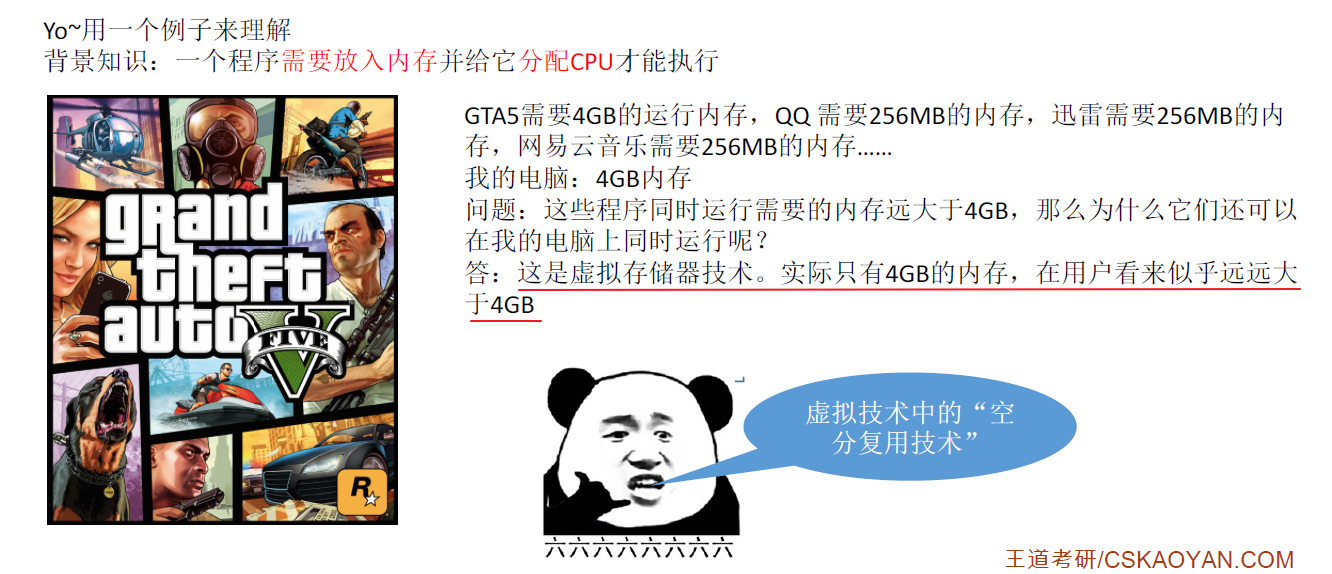 Yo~用一个例子来理解
背景知识：一个程序需要放入内存并给它分配CPU才能执行
GTA5需要4GB的运行内存，QQ 需要256MB的内存，迅雷需要256MB的内
存，网易云音乐需要256MB的内存……
我的电脑：4GB内存
问题：这些程序同时运行需要的内存远大于4GB，那么为什么它们还可以
在我的电脑上同时运行呢？
答：这是虚拟存储器技术。实际只有4GB的内存，在用户看来似乎远远大
于4GB
grand
theft
auto
V
FIVE
R
虚拟技术中的“空
分复用技术”
六六六六六六六六
王道考研/CSKAOYAN.COM